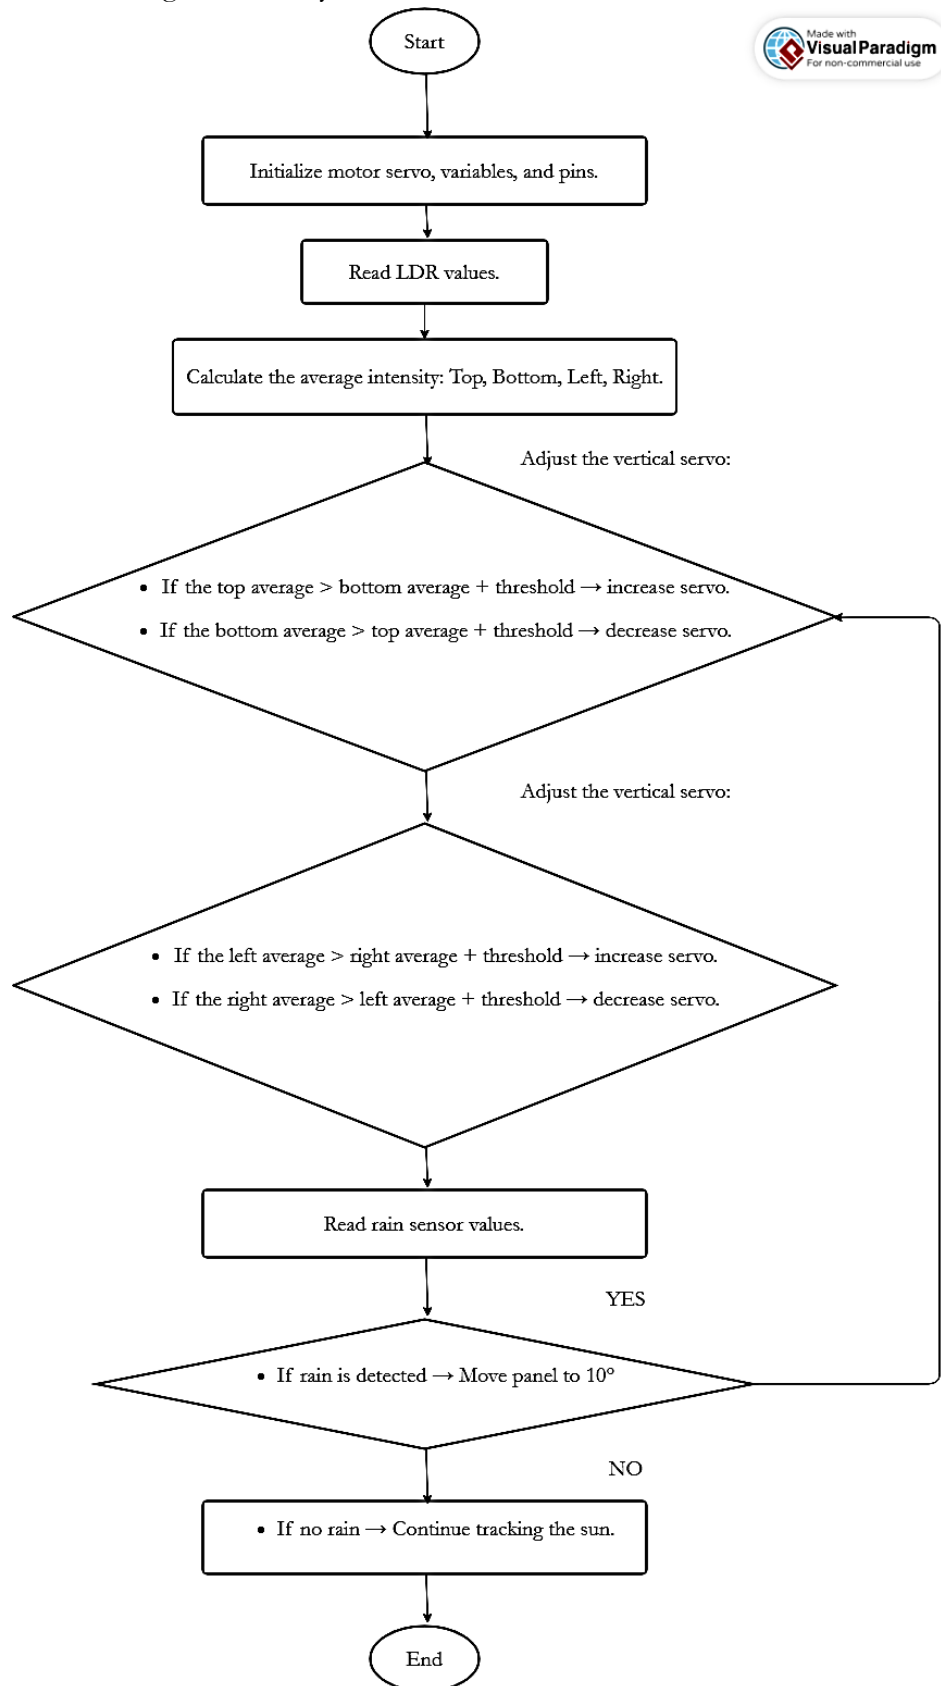 Start
Made with
Visual Paradigm
For non-commercial use
Initialize motor servo, variables, and pins.
Read LDR values.
Calculate the average intensity: Top, Bottom, Left, Right.
Adjust the vertical servo:
• If the top average > bottom average + threshold → increase servo.
• If the bottom average > top average + threshold → decrease servo.
Adjust the vertical servo:
• If the left average > right average + threshold → increase servo.
• If the right average > left average + threshold → decrease servo.
Read rain sensor values.
YES
• If rain is detected → Move panel to 10°
NO
• If no rain → Continue tracking the sun.
End